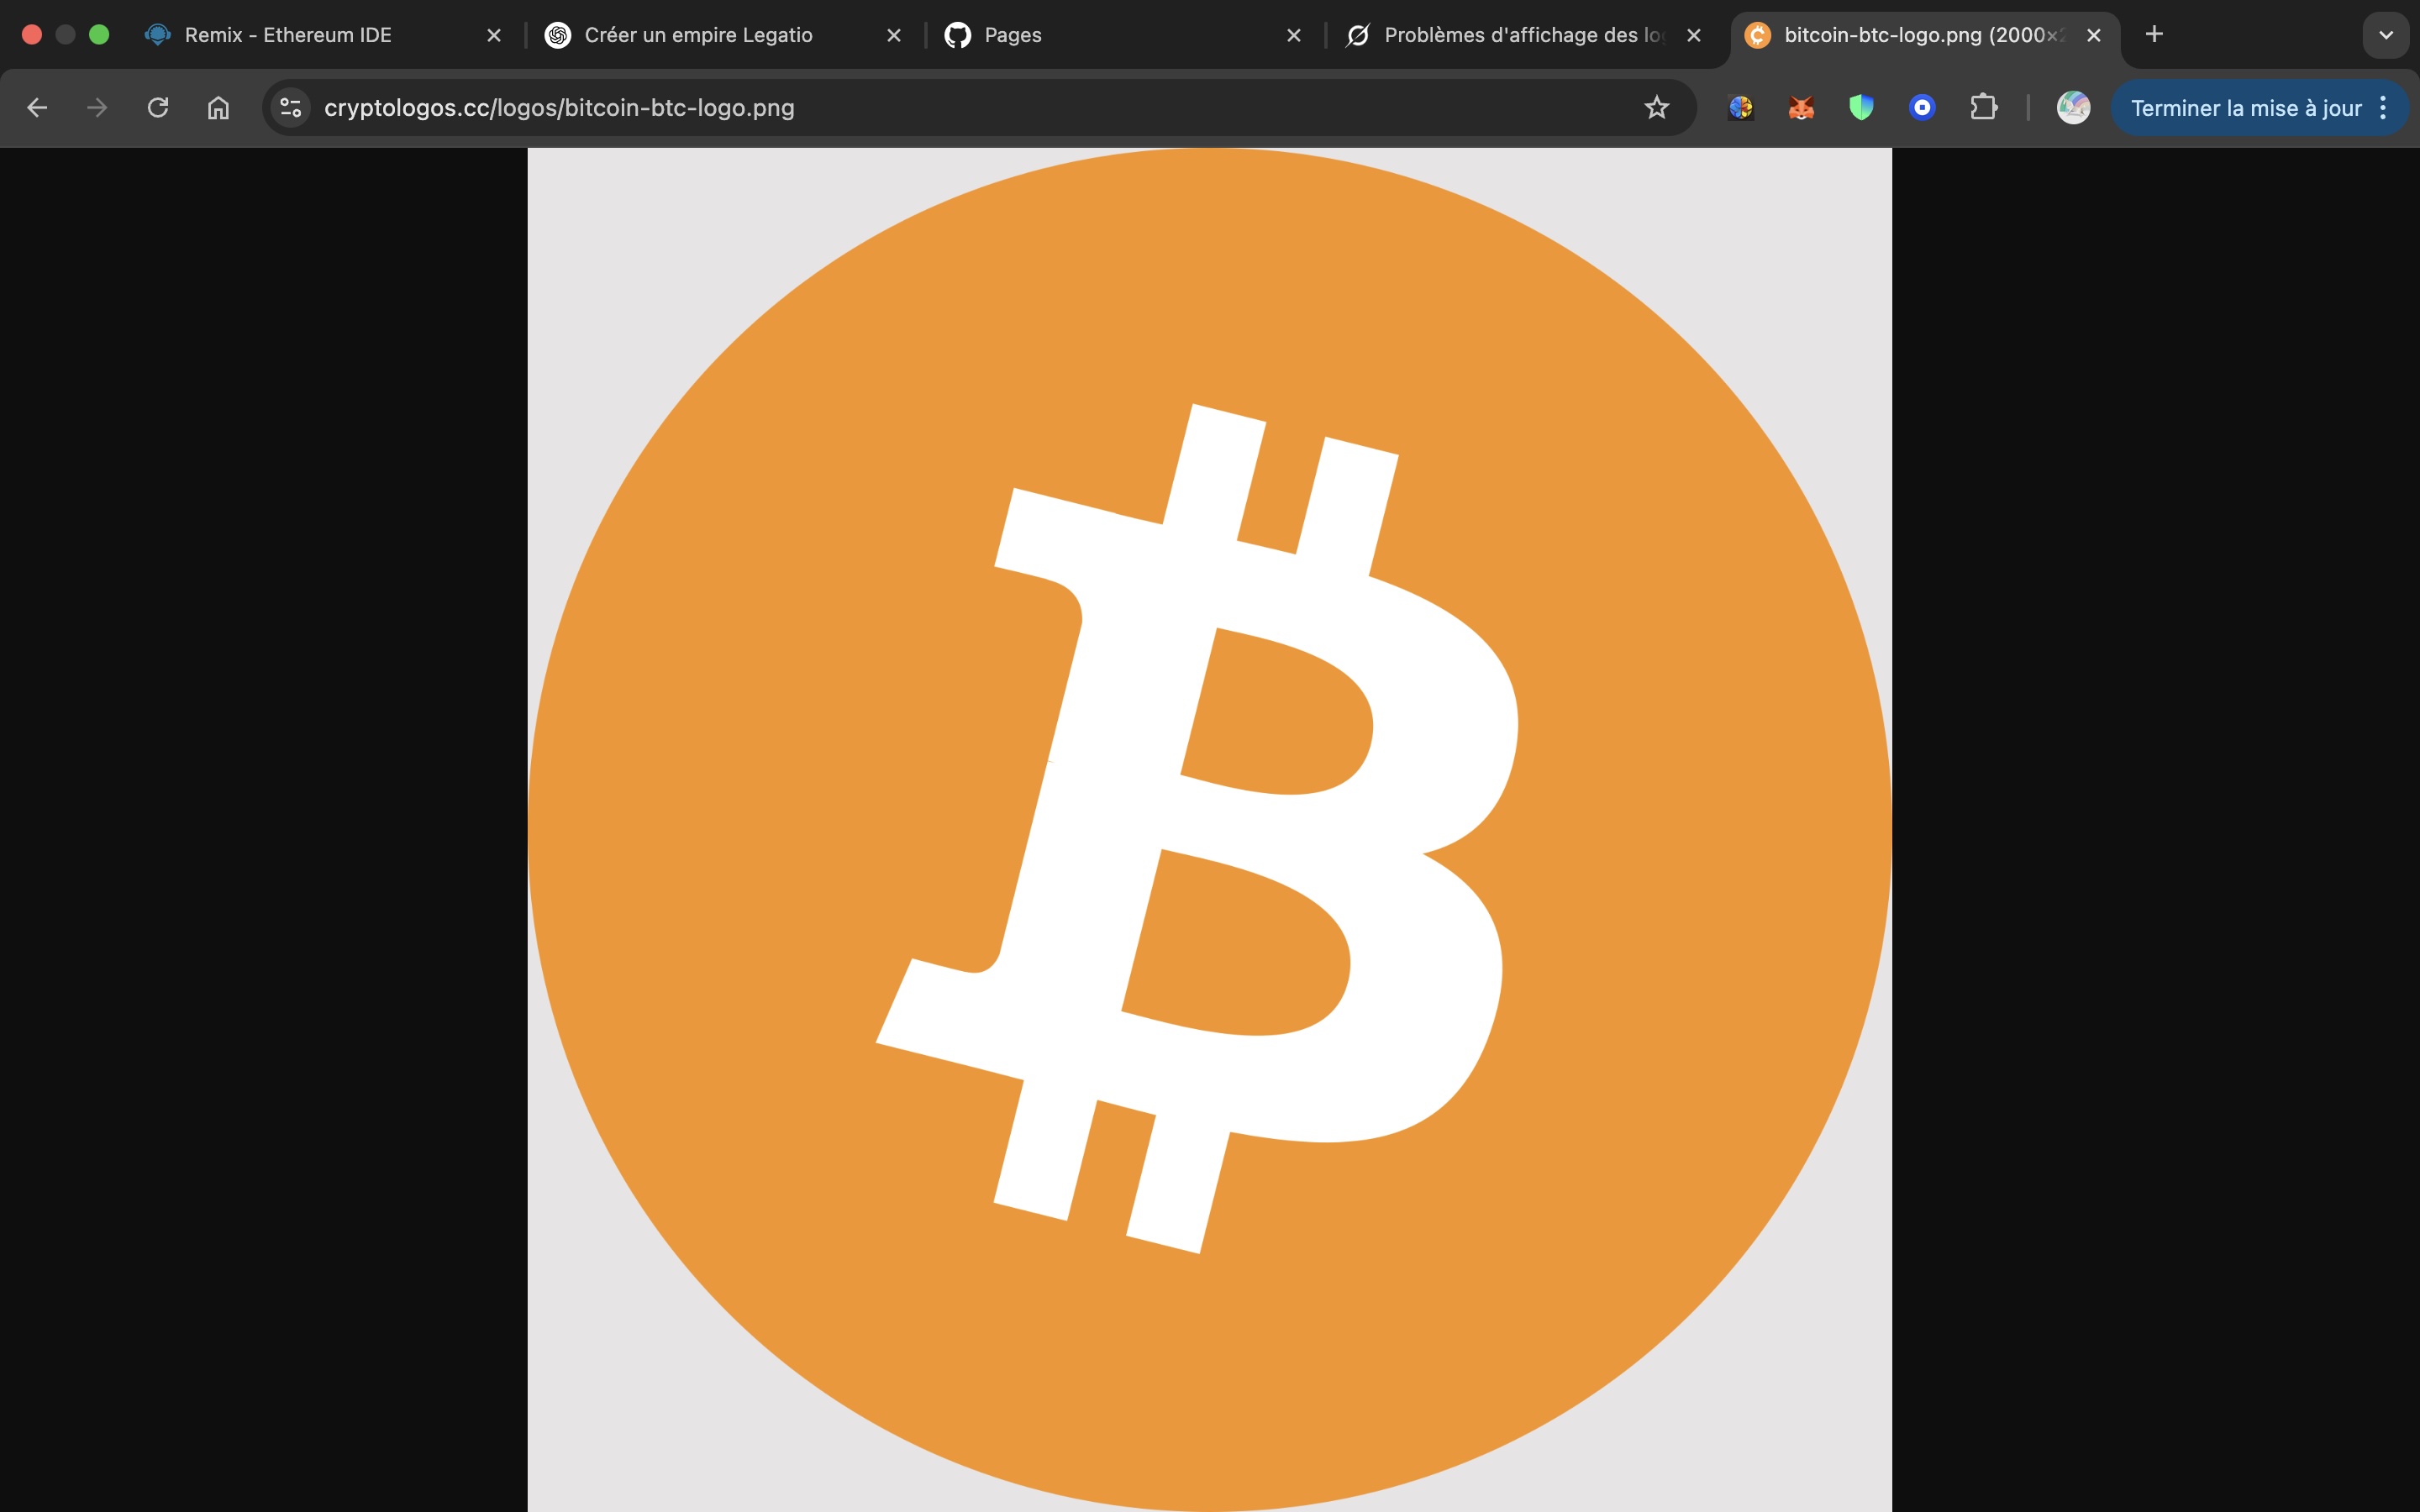 Remix - Ethereum IDE
Créer un empire Legatio
Pages
Problèmes d'affichage des lo
bitcoin-btc-logo.png (2000×
cryptologos.cc/logos/bitcoin-btc-logo.png
Terminer la mise à jour